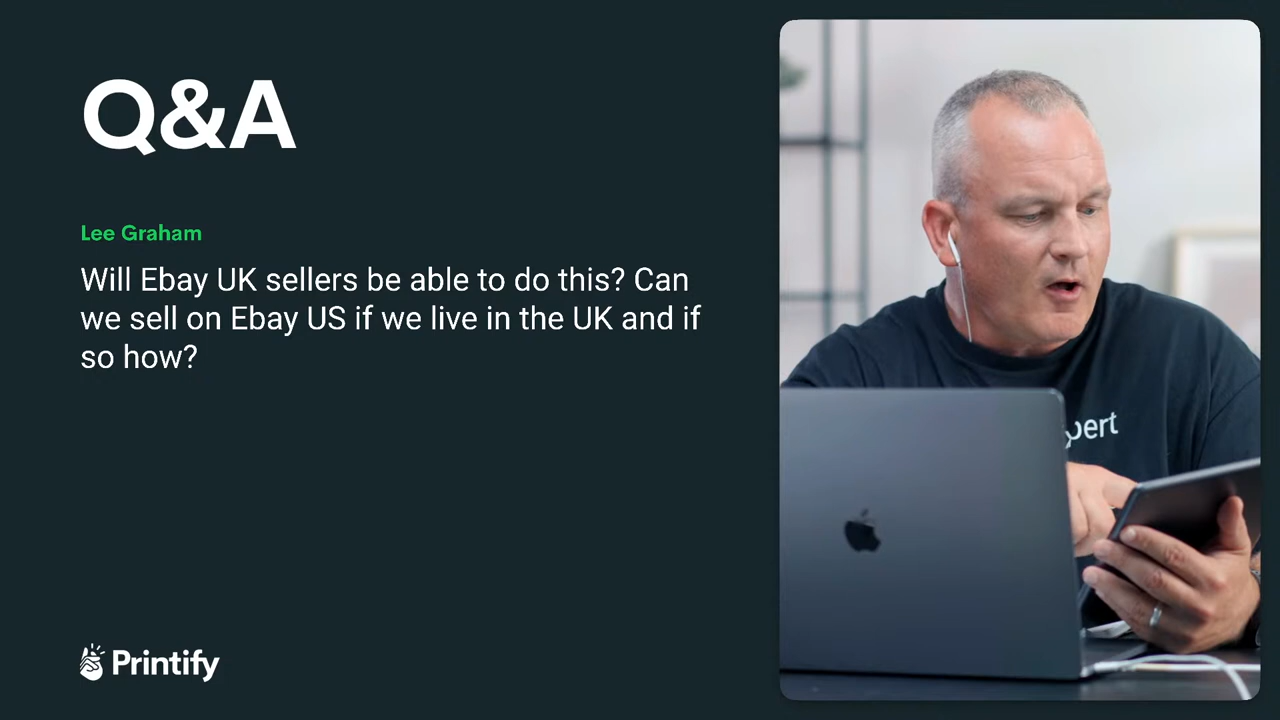 Q&A
Lee Graham
Will Ebay UK sellers be able to do this? Can
we sell on Ebay US if we live in the UK and if
so how?
pert
Printify